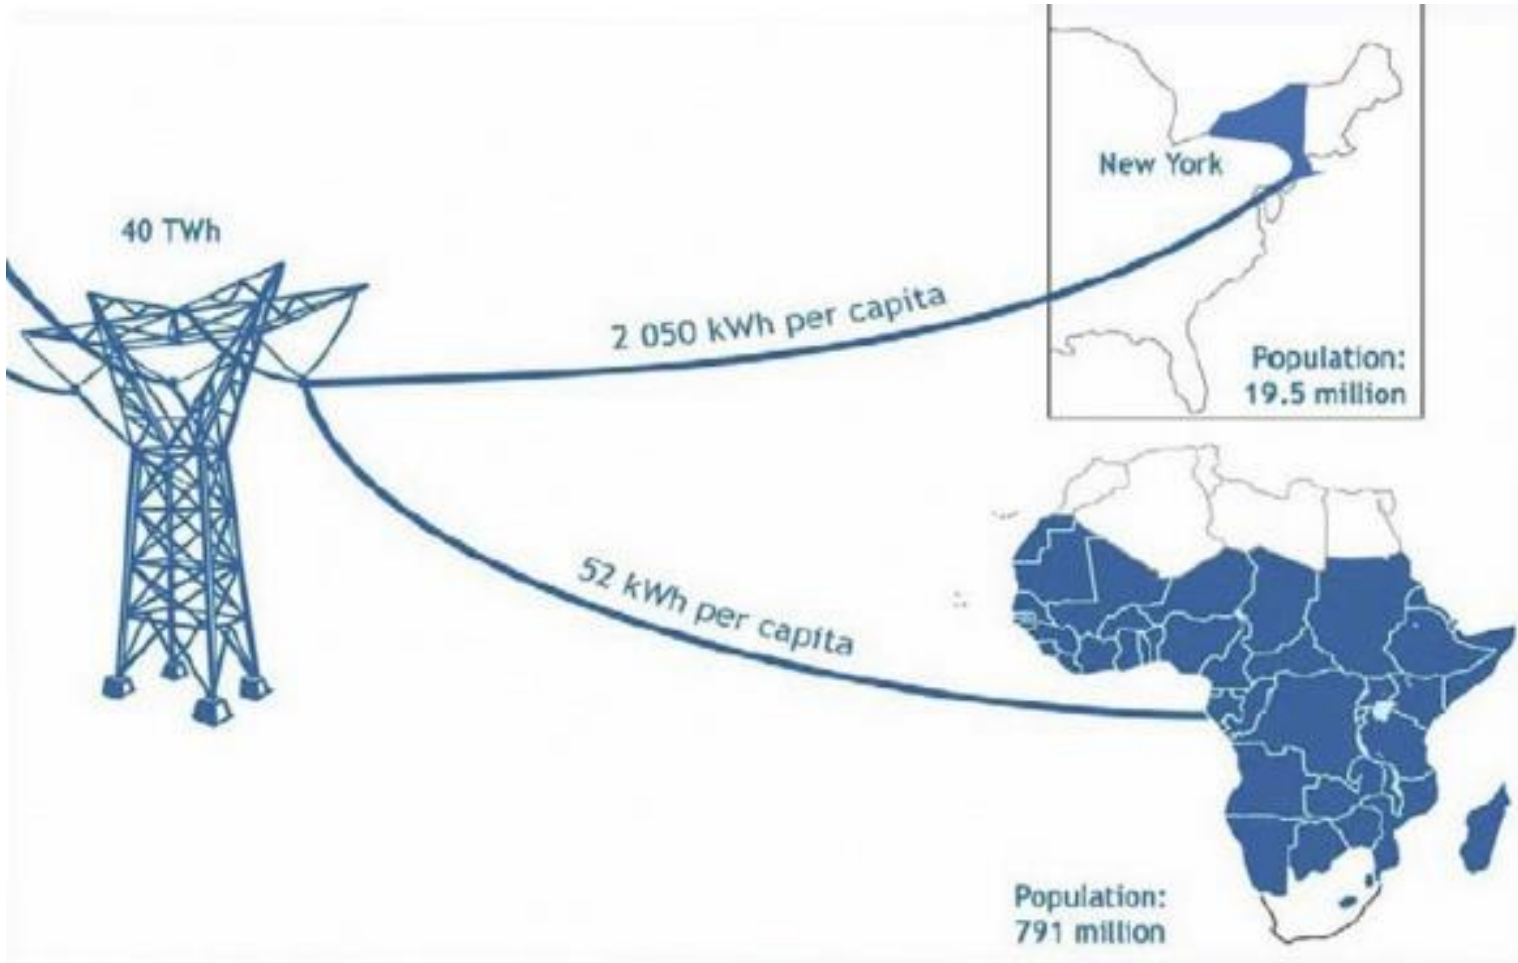 40 TWh
2 050 kWh per capita
New York
Population:
19.5 million
52 kWh per capita
Population:
791 million